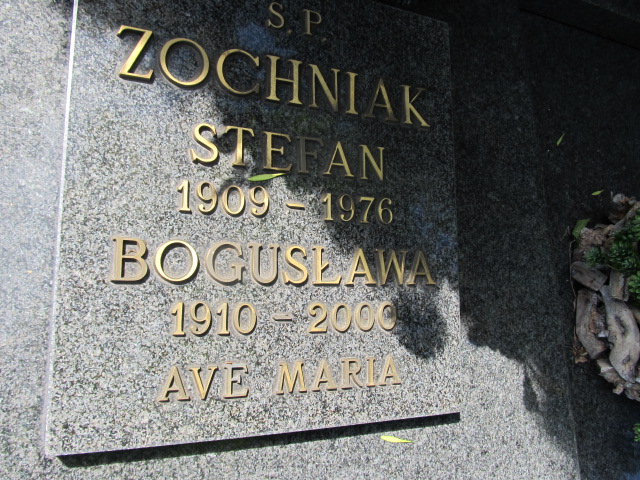 S.P
ZOCHNIAK
STEFAN
1909 - 1976
BOGUSŁAWA
1910 - 2000
AVE MARIA